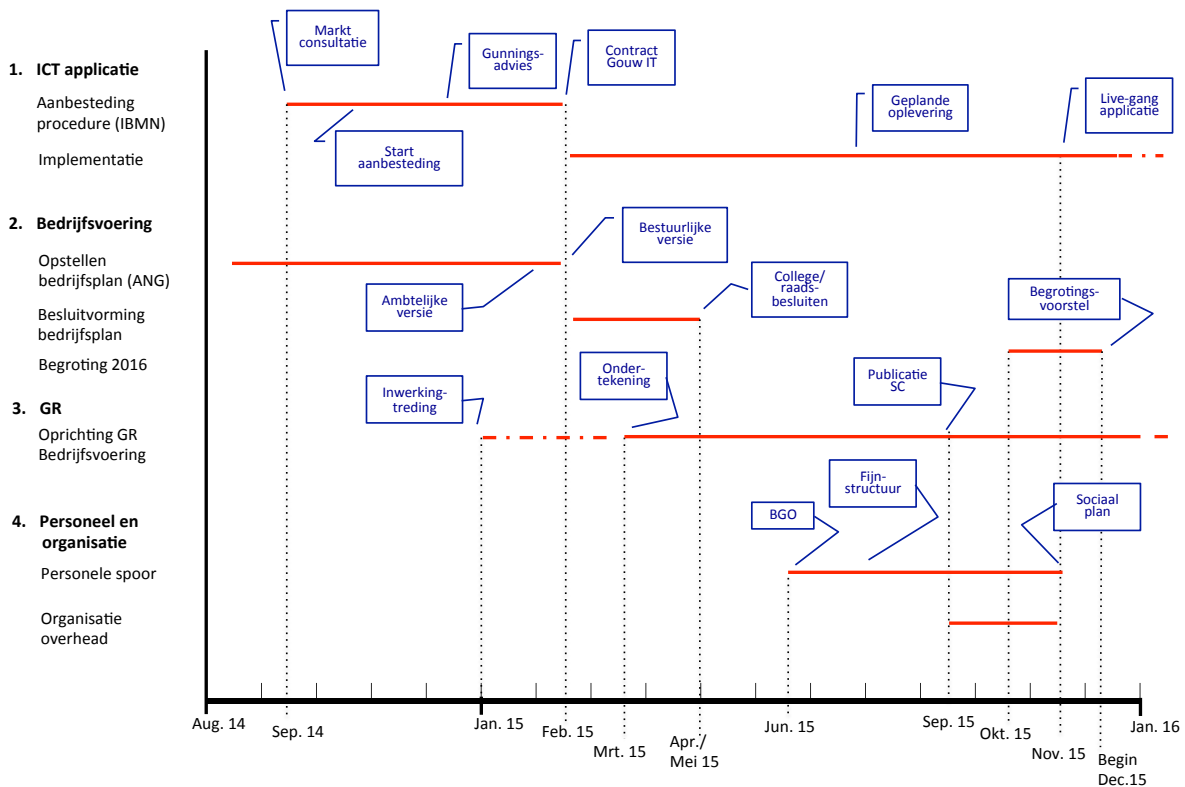 Markt
consultatie
Gunnings-
advies
Contract
Gouw IT
1. ICT applicatie
Aanbesteding
procedure (IBMN)
Geplande
oplevering
Live-gang
applicatie
Start
aanbesteding
Implementatie
2. Bedrijfsvoering
Bestuurlijke
versie
Opstellen
bedrijfsplan (ANG)
College/
raads-
besluiten
Ambtelijke
versie
Begrotings-
voorstel
Besluitvorming
bedrijfsplan
Begroting 2016
Onder-
tekening
Publicatie
SC
Inwerking-
treding
3. GR
Oprichting GR
Bedrijfsvoering
Fijn-
structuur
Sociaal
plan
BGO
4. Personeel en
organisatie
Personele spoor
Organisatie
overhead
Aug. 14
Sep. 14
Jan. 15
Feb. 15
Mrt. 15
Apr./
Mei 15
Jun. 15
Sep. 15
Okt. 15
Nov. 15
Begin
Dec.15
Jan. 16